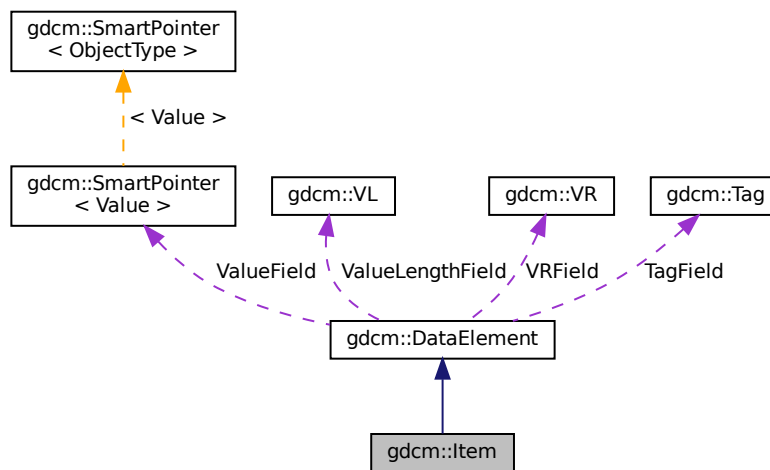 gdcm::SmartPointer
< ObjectType >
< Value >
gdcm::SmartPointer
< Value >
gdcm::VL
gdcm::VR
gdcm::Tag
ValueField
ValueLengthField
VRField
TagField
gdcm::DataElement
gdcm::Item